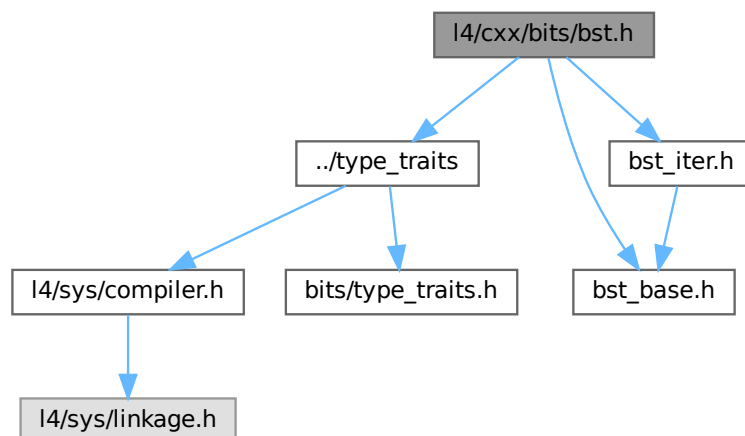 l4/cxx/bits/bst.h
../type_traits
bst_iter.h
l4/sys/compiler.h
bits/type_traits.h
bst_base.h
l4/sys/linkage.h